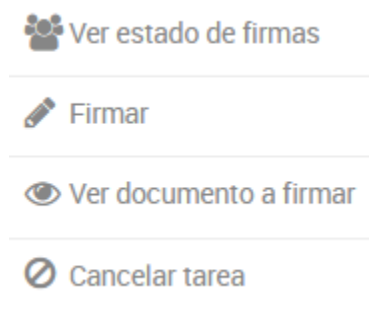 Ver estado de firmas
Firmar
Ver documento a firmar
Cancelar tarea